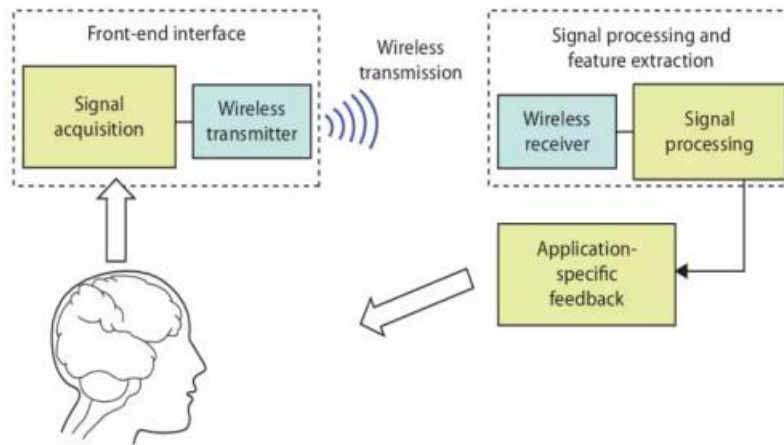 Front-end interface
Signal
acquisition
Wireless
transmitter
Wireless
transmission
Signal processing and
feature extraction
Wireless
receiver
Signal
processing
Application-
specific
feedback